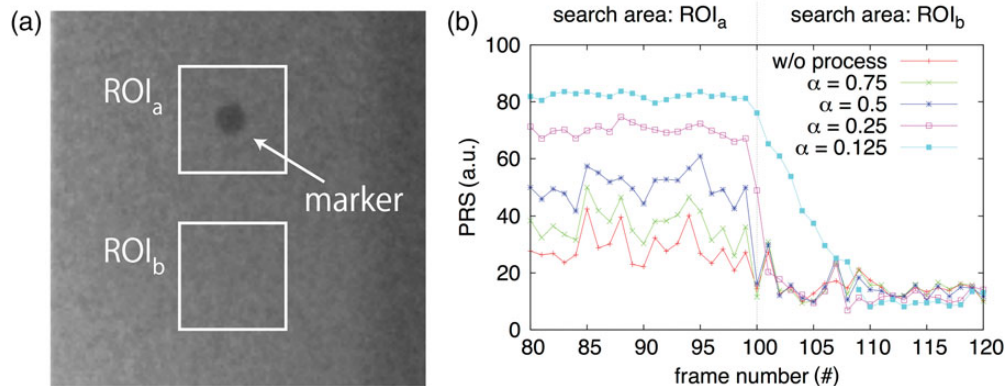 (a)
ROIa
marker
ROIb
(b)
search area: ROIa
search area: ROIb
w/o process
α = 0.75
α = 0.5
α = 0.25
α = 0.125
PRS (a.u.)
100
80
60
40
20
0
80
85
90
95
100
105
110
115
120
frame number (#)